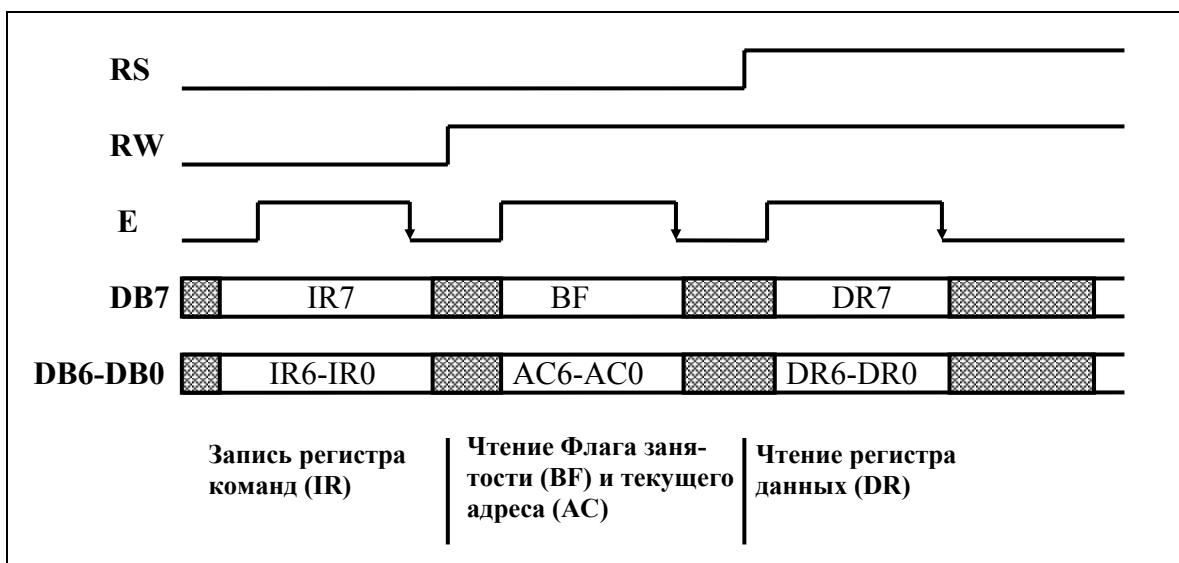 RS
RW
E
DB7 IR7 BF DR7
DB6-DB0 IR6-IR0 AC6-AC0 DR6-DR0
Запись регистра
команд (IR)
Чтение Флага заня-
тости (BF) и текущего
адреса (AC)
Чтение регистра
данных (DR)